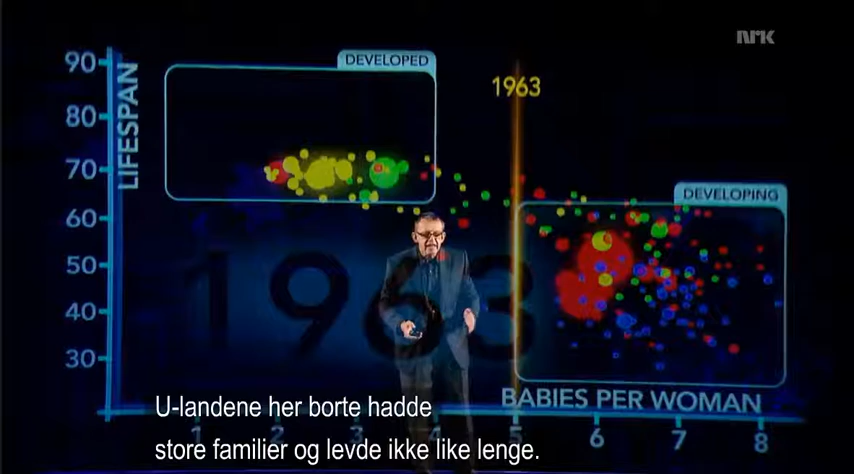 nrk
90
DEVELOPED
1963
LIFESPAN
80
70
DEVELOPING
60
50
1963
40
30
BABIES PER WOMAN
U-landene her borte hadde
1 2 3 4 5 6 7 8
store familier og levde ikke like lenge.